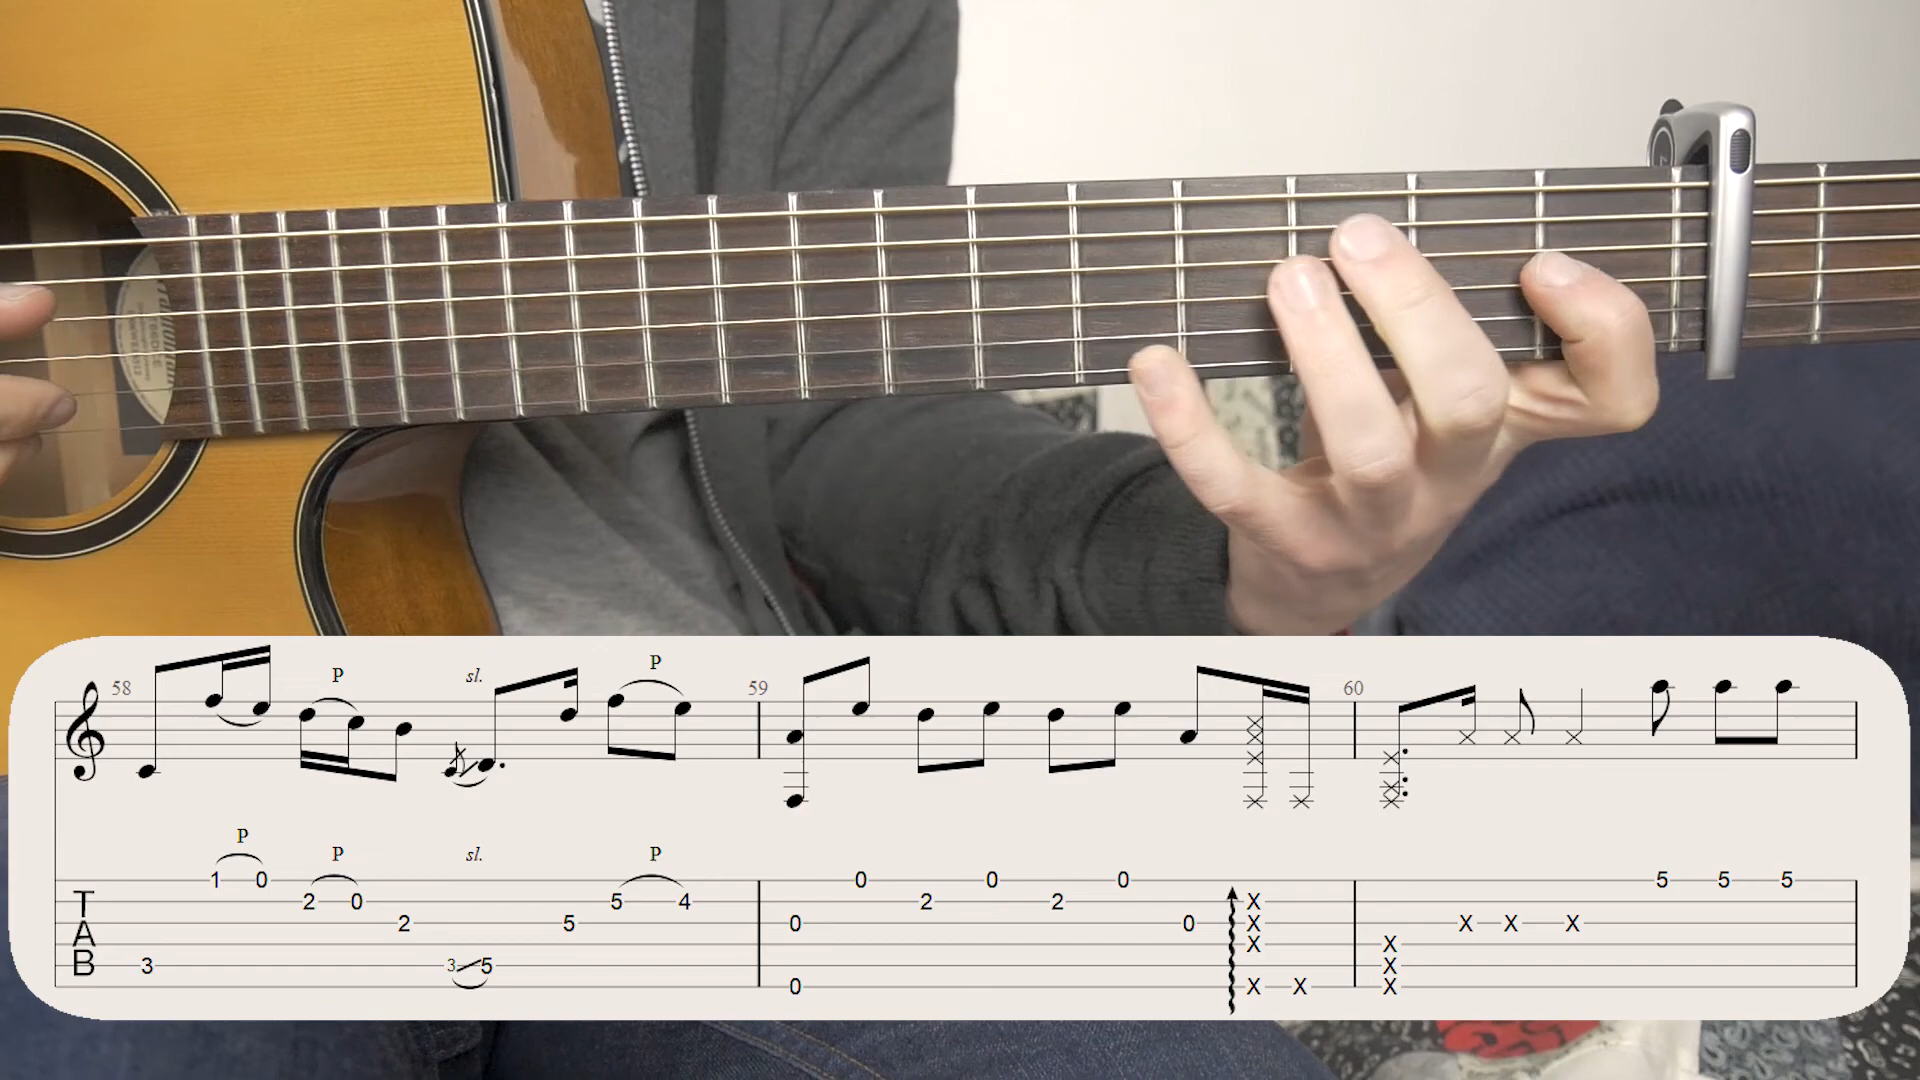 58
P
sl.
P
59
60
P
P
sl.
P
1 0 0 0 0 5 5 5
T 2 0 5 4 2 2 X
A 2 5 0 0 X X X X
X X
B 3 3 5 X
0 X X X